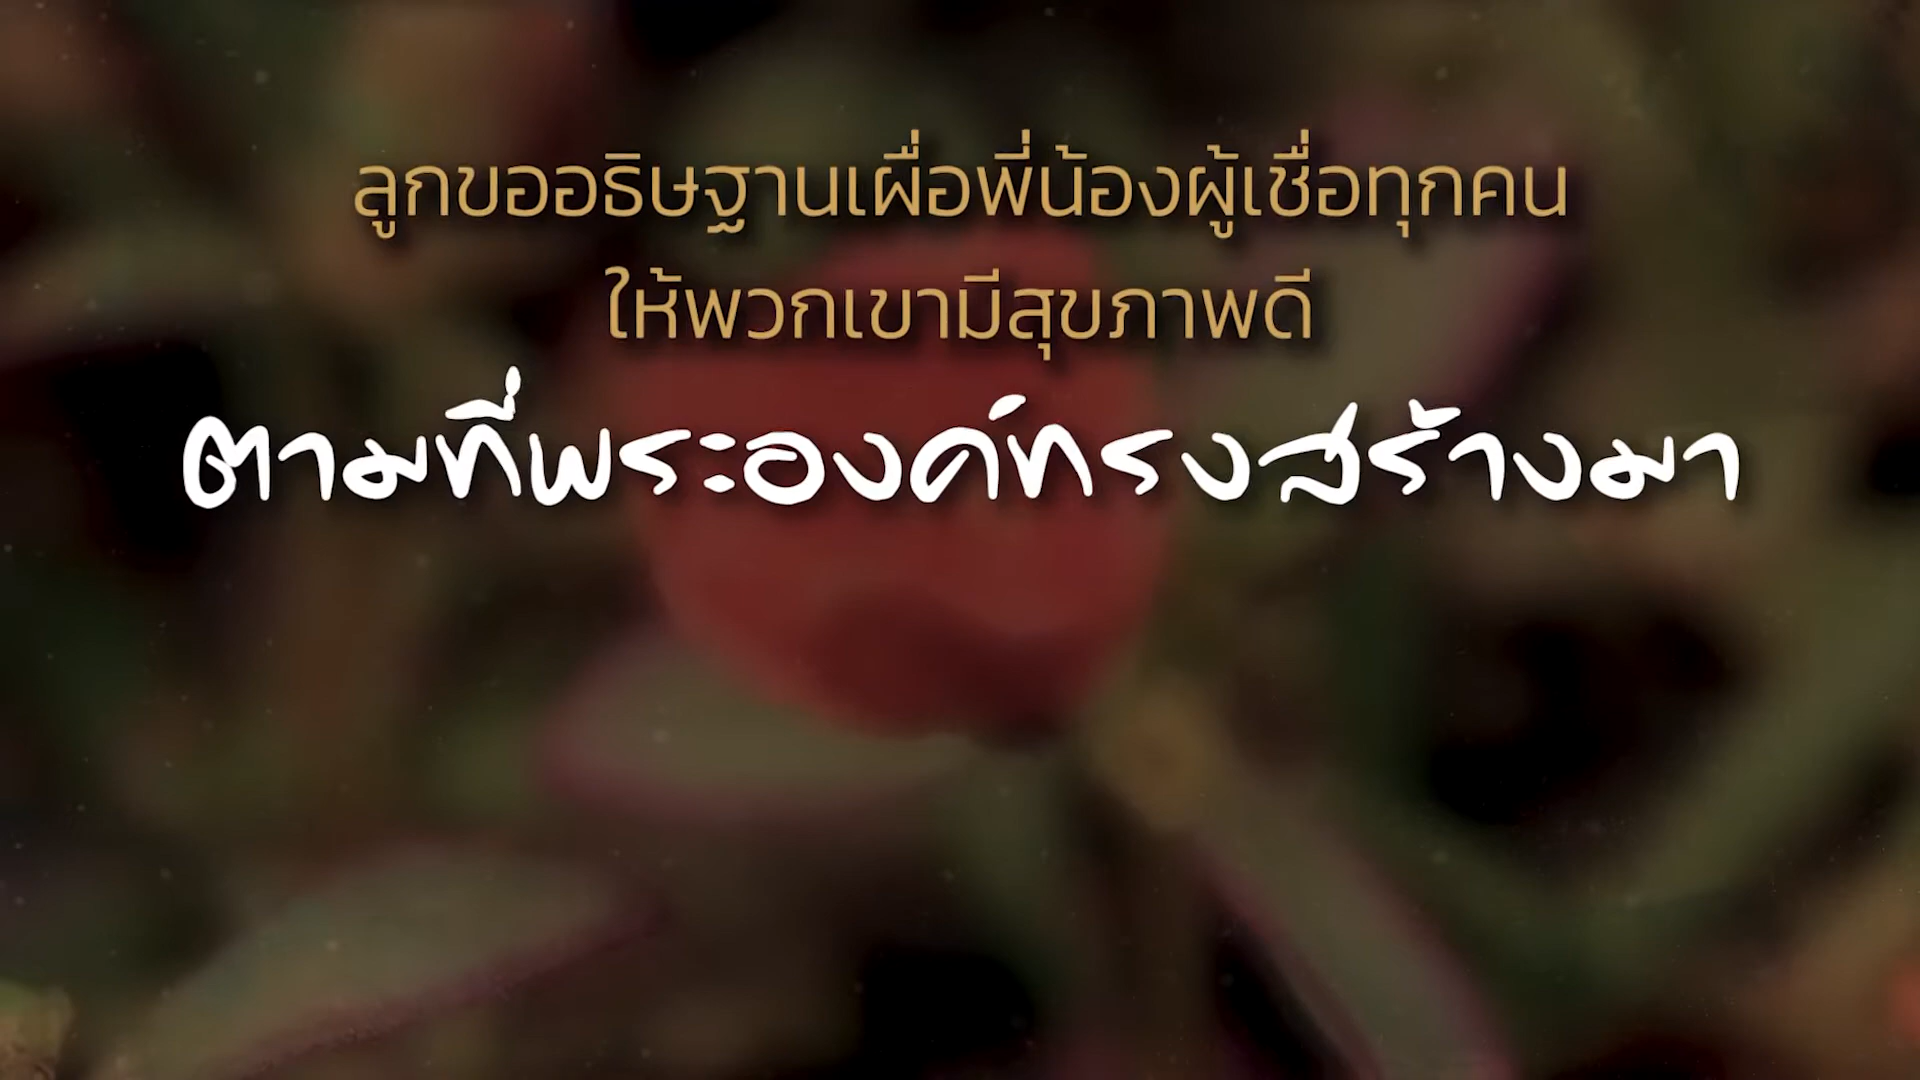 ลูกขออธิษฐานเผื่อพี่น้องผู้เชื่อทุกคน
ให้พวกเขามีสุขภาพดี
ตามที่พระองค์ทรงสร้างมา